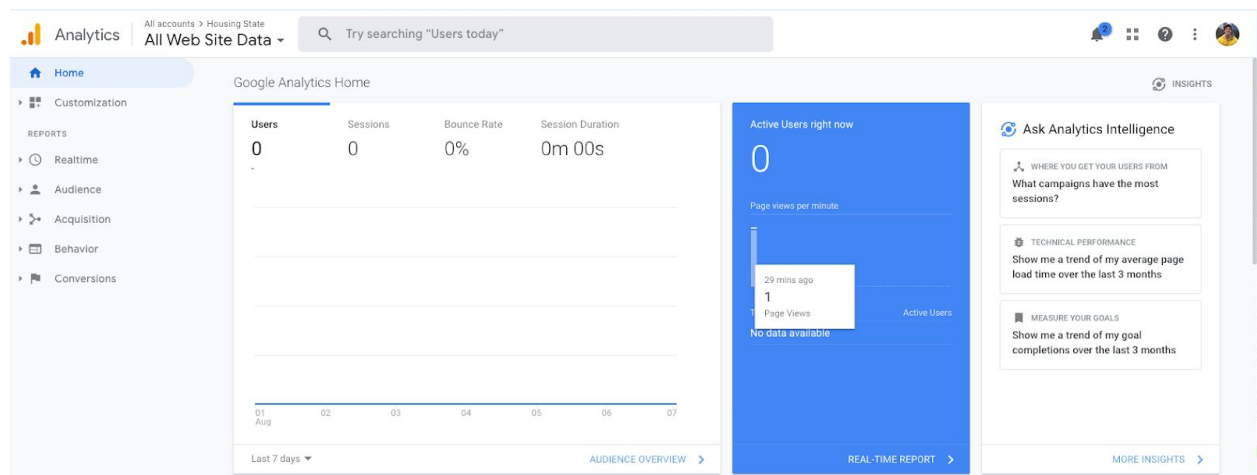 Analytics
All accounts > Housing State
All Web Site Data
Try searching “Users today”
2
Home
Customization
REPORTS
Realtime
Audience
Acquisition
Behavior
Conversions
Google Analytics Home
INSIGHTS
Users
0
-
Sessions
0
Bounce Rate
0%
Session Duration
0m 00s
01
Aug
02
03
04
05
06
07
Last 7 days
AUDIENCE OVERVIEW >
Active Users right now
0
Page views per minute
29 mins ago
1
Page Views
Active Users
No data available
REAL-TIME REPORT >
Ask Analytics Intelligence
WHERE YOU GET YOUR USERS FROM
What campaigns have the most
sessions?
TECHNICAL PERFORMANCE
Show me a trend of my average page
load time over the last 3 months
MEASURE YOUR GOALS
Show me a trend of my goal
completions over the last 3 months
MORE INSIGHTS >